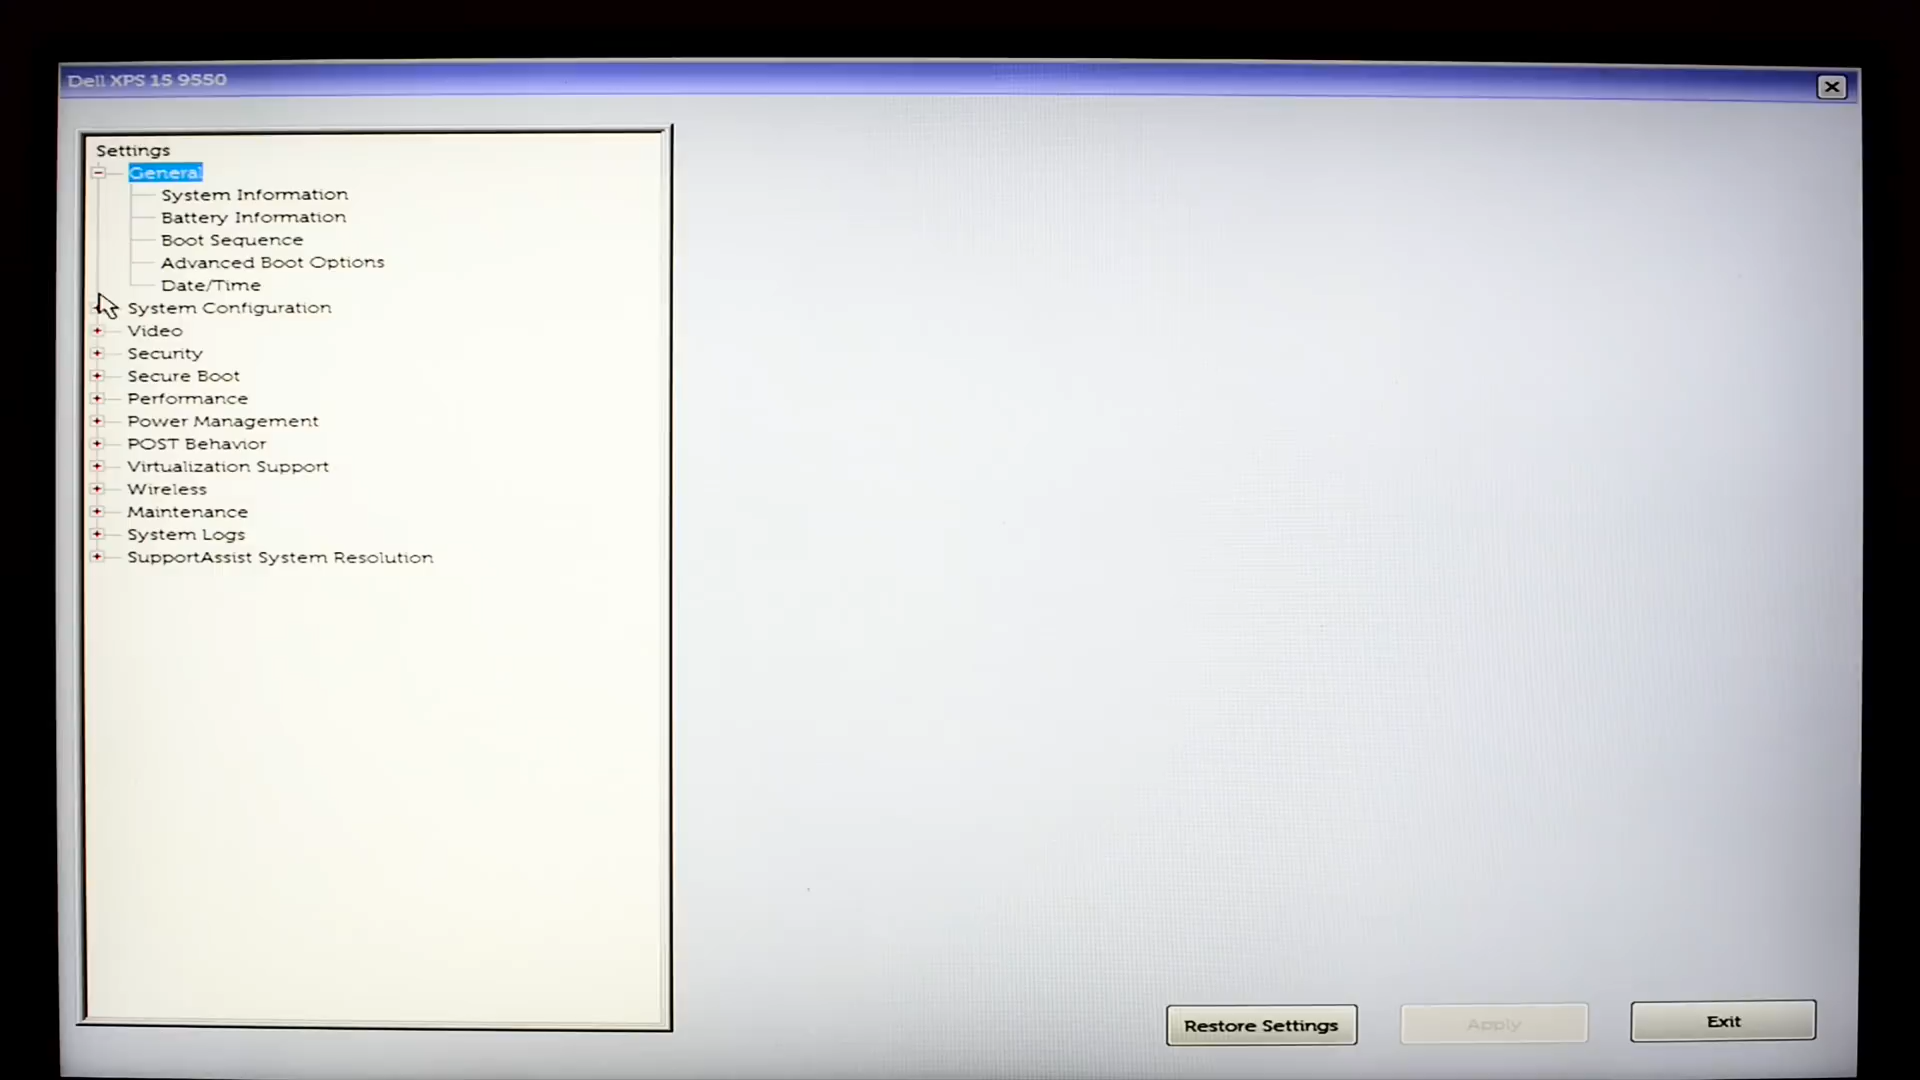 Dell XPS 15 9550
Settings
General
System Information
Battery Information
Boot Sequence
Advanced Boot Options
Date/Time
System Configuration
Video
Security
Secure Boot
Performance
Power Management
POST Behavior
Virtualization Support
Wireless
Maintenance
System Logs
SupportAssist System Resolution
Restore Settings
Apply
Exit